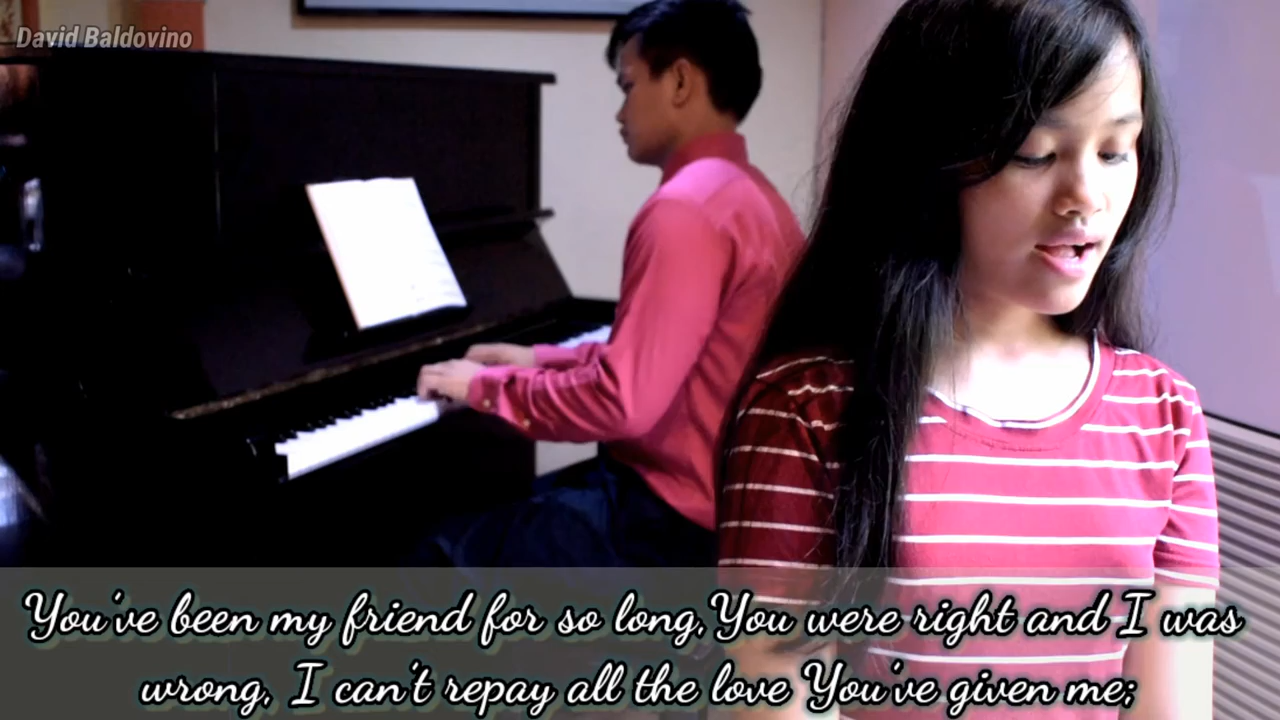 David Baldovino
You've been my friend for so long, You were right and I was
wrong, I can't repay all the love You've given me;